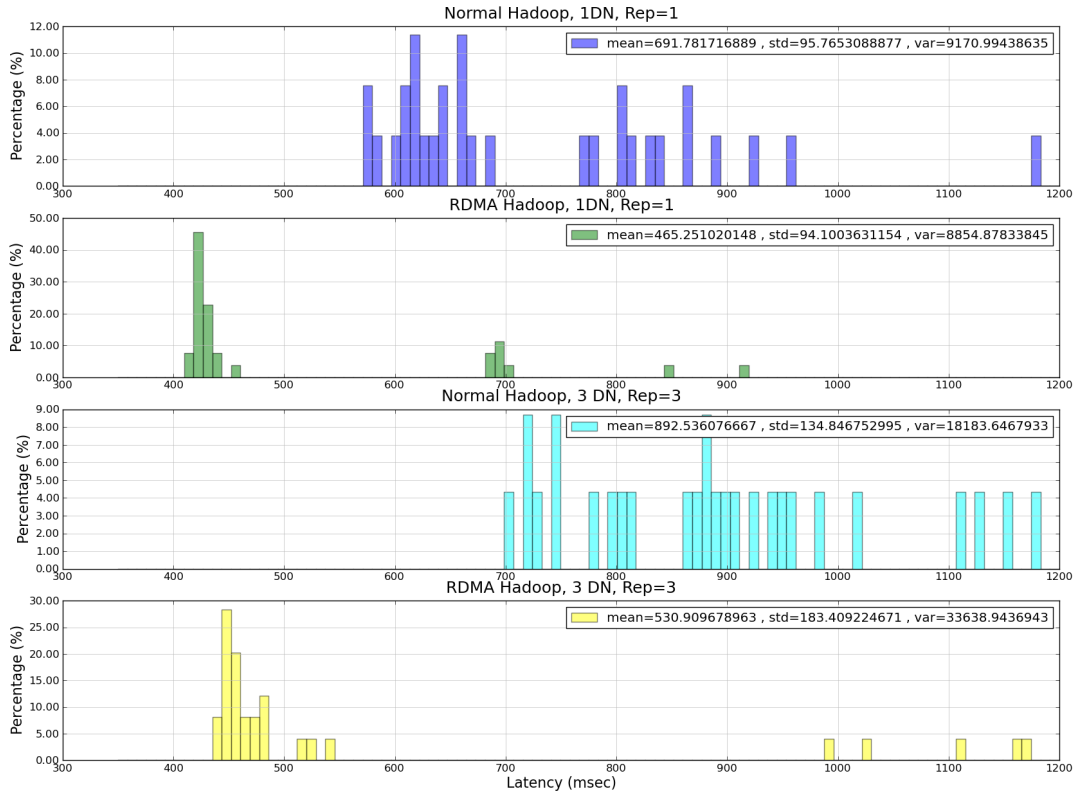 Normal Hadoop, 1DN, Rep=1
12.00
10.00
8.00
6.00
4.00
2.00
0.00
Percentage (%)
mean=691.781716889 , std=95.7653088877 , var=9170.99438635
300 400 500 600 700 800 900 1000 1100 1200
RDMA Hadoop, 1DN, Rep=1
50.00
40.00
30.00
20.00
10.00
0.00
Percentage (%)
mean=465.251020148 , std=94.1003631154 , var=8854.87833845
300 400 500 600 700 800 900 1000 1100 1200
Normal Hadoop, 3 DN, Rep=3
9.00
8.00
7.00
6.00
5.00
4.00
3.00
2.00
1.00
0.00
Percentage (%)
mean=892.536076667 , std=134.846752995 , var=18183.6467933
300 400 500 600 700 800 900 1000 1100 1200
RDMA Hadoop, 3 DN, Rep=3
30.00
25.00
20.00
15.00
10.00
5.00
0.00
Percentage (%)
mean=530.909678963 , std=183.409224671 , var=33638.9436943
300 400 500 600 700 800 900 1000 1100 1200
Latency (msec)